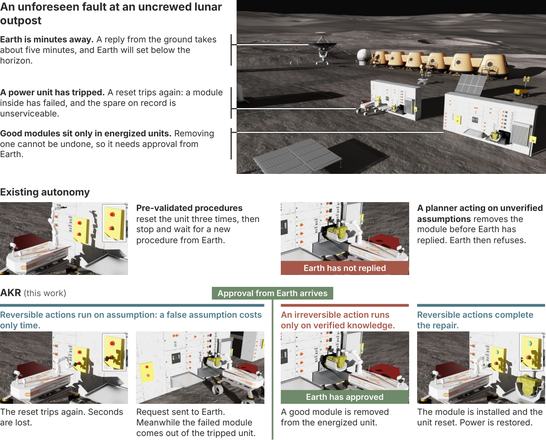 An unforeseen fault at an uncrewed lunar
outpost
Earth is minutes away. A reply from the ground takes
about five minutes, and Earth will set below the
horizon.
A power unit has tripped. A reset trips again: a module
inside has failed, and the spare on record is
unserviceable.
Good modules sit only in energized units. Removing
one cannot be undone, so it needs approval from
Earth.
Existing autonomy
Pre-validated procedures
reset the unit three times, then
stop and wait for a new
procedure from Earth.
Earth has not replied
A planner acting on unverified
assumptions removes the
module before Earth has
replied. Earth then refuses.
AKR (this work)
Approval from Earth arrives
Reversible actions run on assumption: a false assumption costs
only time.
An irreversible action runs
only on verified knowledge.
Reversible actions complete
the repair.
Earth has approved
The reset trips again. Seconds
are lost.
Request sent to Earth.
Meanwhile the failed module
comes out of the tripped unit.
A good module is removed
from the energized unit.
The module is installed and the
unit reset. Power is restored.